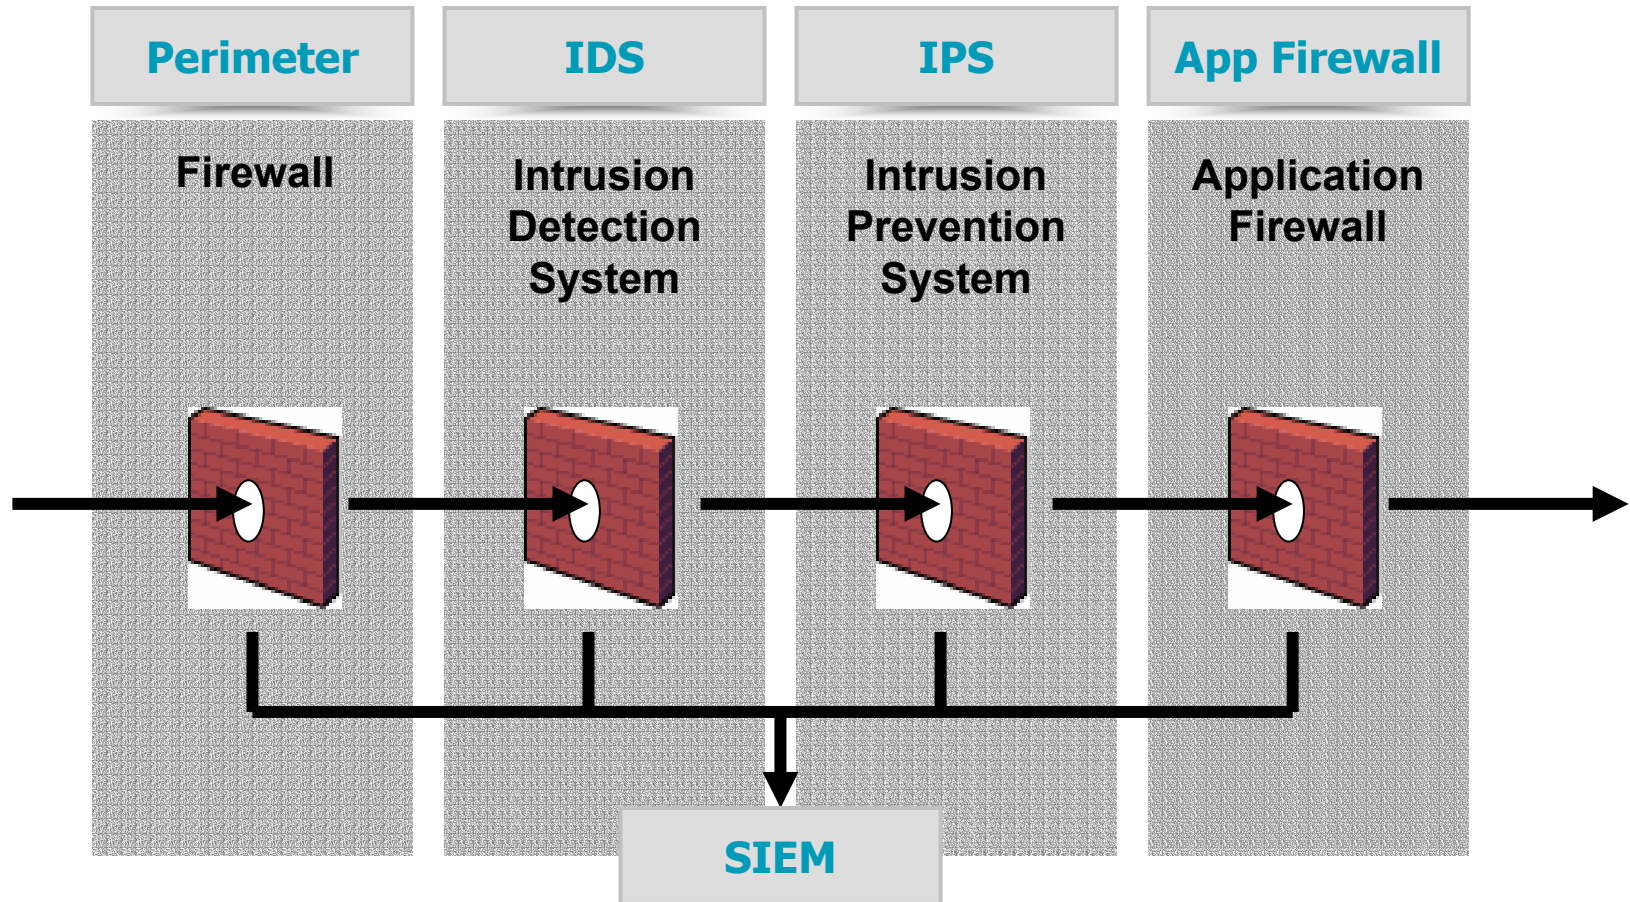 Perimeter
IDS
IPS
App Firewall
Firewall
Intrusion
Detection
System
Intrusion
Prevention
System
Application
Firewall
SIEM